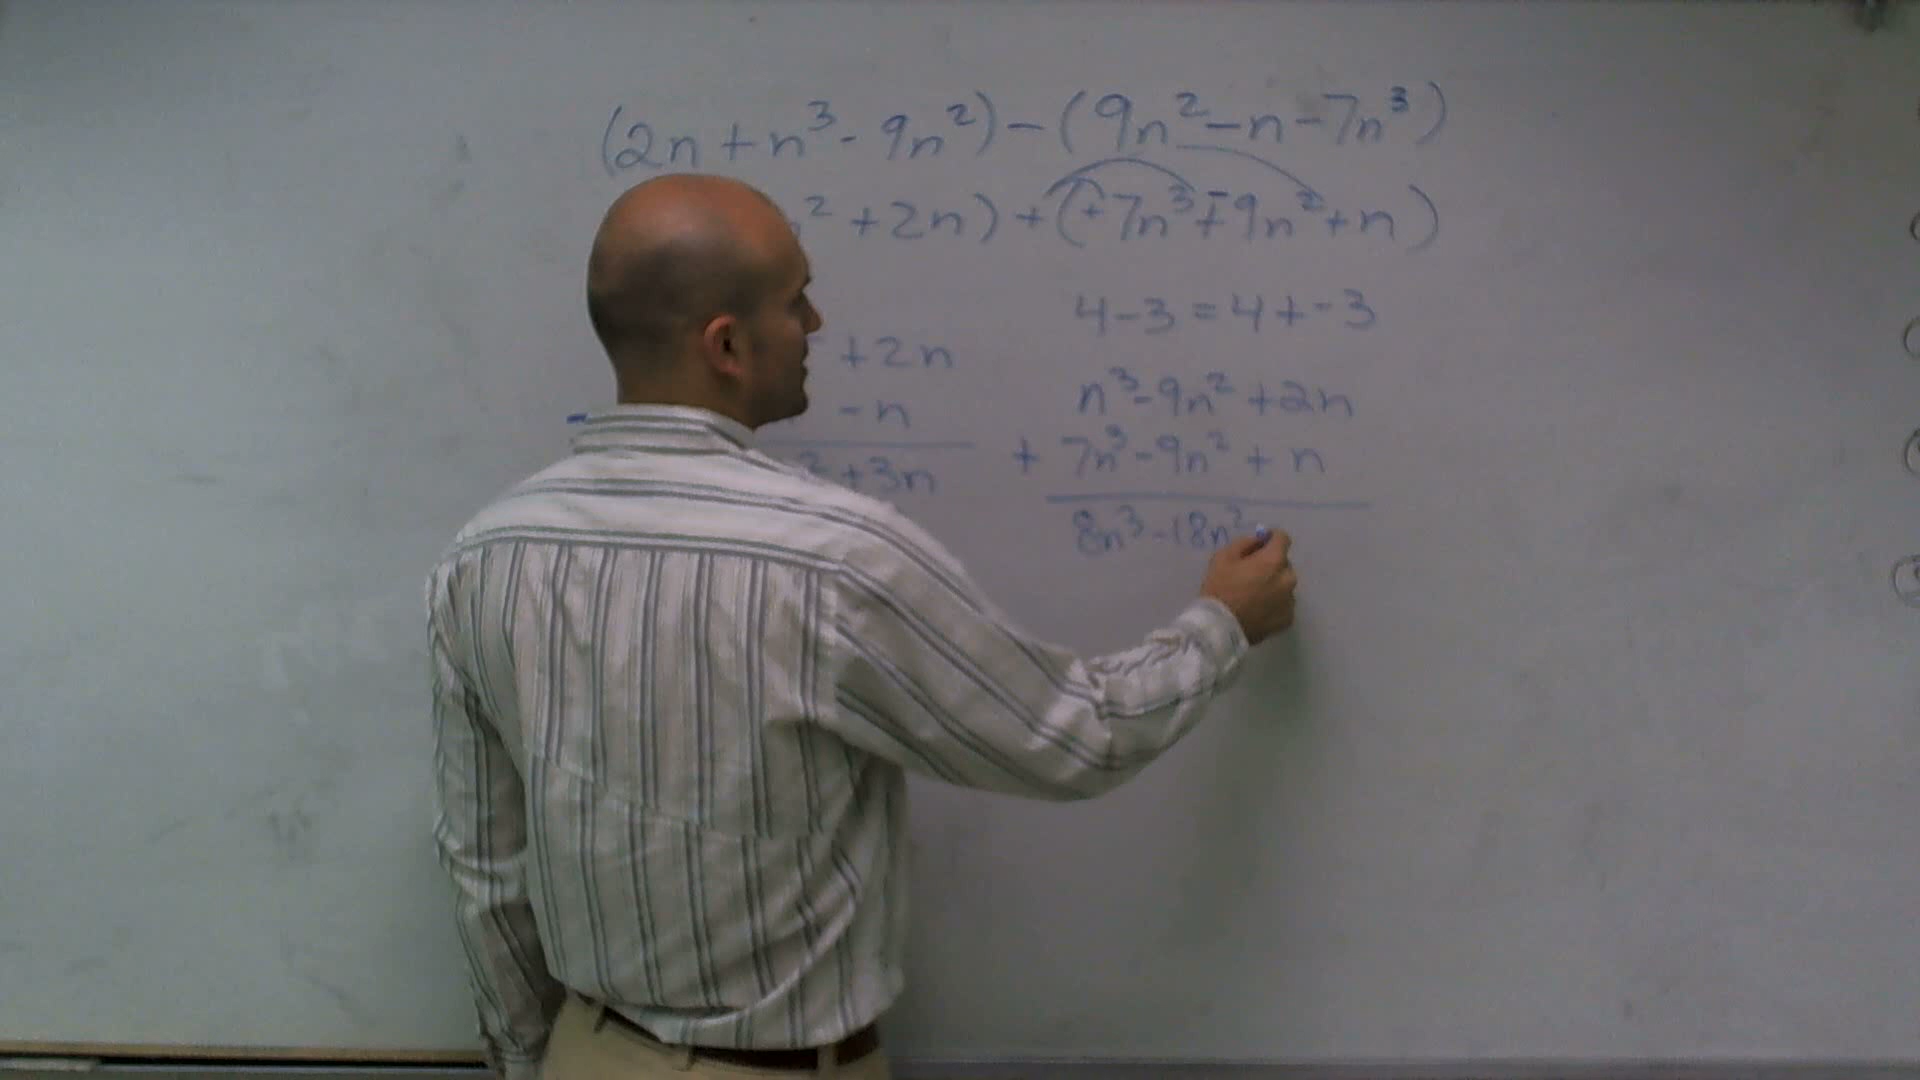 (2n + n³ - 9n²) - (9n² - n - 7n³)
² + 2n) + (+7n³ + -9n² + n)
4 - 3 = 4 + -3
+ 2n
- n
² + 3n
n³ - 9n² + 2n
+ 7n³ - 9n² + n
8n³ - 18n²